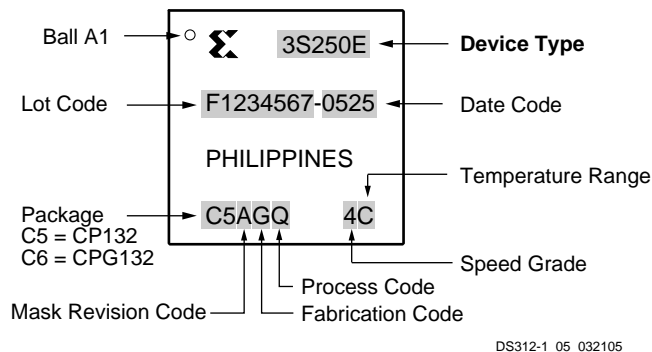 Ball A1
3S250E
Device Type
Lot Code
F1234567-0525
Date Code
PHILIPPINES
Temperature Range
Package
C5 = CP132
C6 = CPG132
C5AGQ
4C
Speed Grade
Process Code
Mask Revision Code
Fabrication Code
DS312-1_05_032105